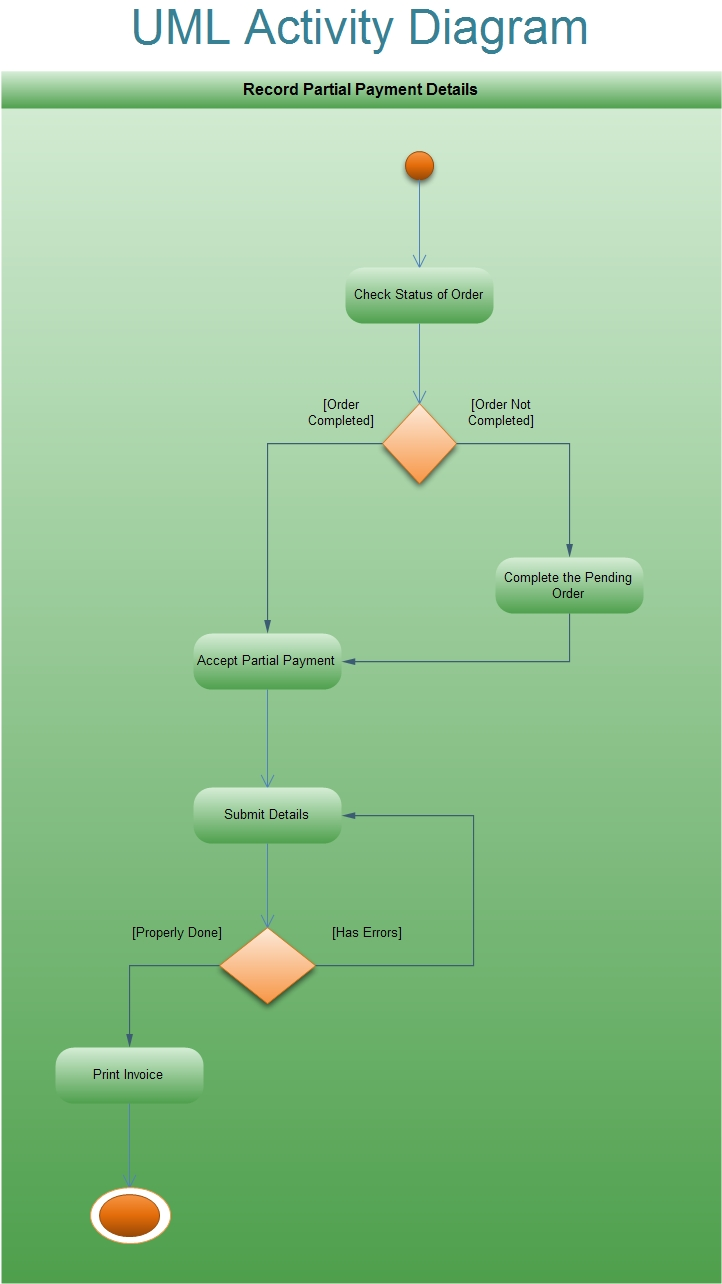 UML Activity Diagram
Record Partial Payment Details
Check Status of Order
[Order
Completed]
[Order Not
Completed]
Complete the Pending
Order
Accept Partial Payment
Submit Details
[Properly Done]
[Has Errors]
Print Invoice